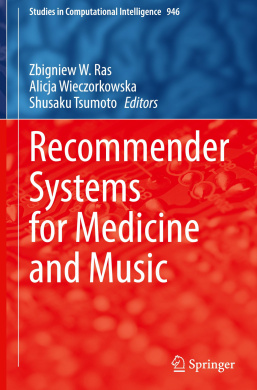 Studies in Computational Intelligence 946
Zbigniew W. Ras
Alicja Wieczorkowska
Shusaku Tsumoto Editors
Recommender
Systems
for Medicine
and Music
Springer